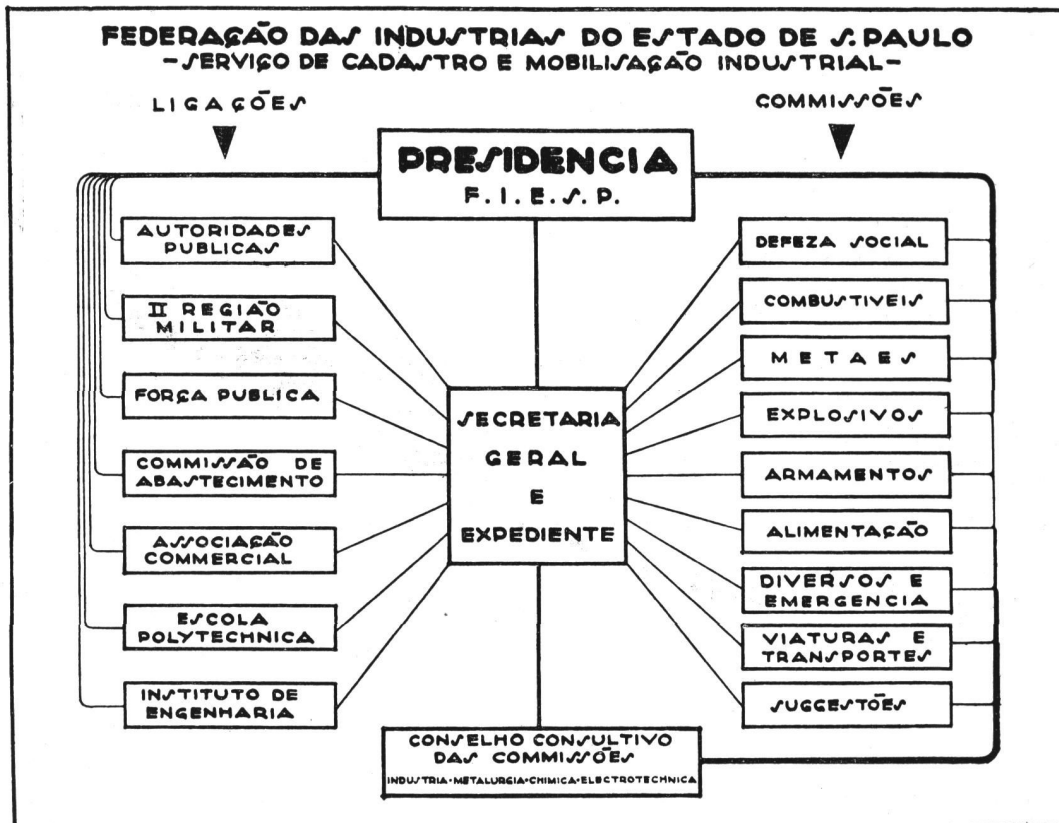 FEDERAÇÃO DAS INDUSTRIAS DO ESTADO DE S. PAULO
-SERVIÇO DE CADASTRO E MOBILISAÇÃO INDUSTRIAL-
LIGAÇÕES
COMMISSÕES
PRESIDENCIA
F. I. E. S. P.
AUTORIDADES
PUBLICAS
II REGIÃO
MILITAR
FORÇA PUBLICA
COMMISSÃO DE
ABASTECIMENTO
ASSOCIAÇÃO
COMMERCIAL
ESCOLA
POLYTECHNICA
INSTITUTO DE
ENGENHARIA
SECRETARIA
GERAL
E
EXPEDIENTE
DEFEZA SOCIAL
COMBUSTIVEIS
METAES
EXPLOSIVOS
ARMAMENTOS
ALIMENTAÇÃO
DIVERSOS E
EMERGENCIA
VIATURAS E
TRANSPORTES
SUGGESTÕES
CONSELHO CONSULTIVO
DAS COMMISSÕES
INDUSTRIA·METALURGIA·CHIMICA·ELECTROTECHNICA